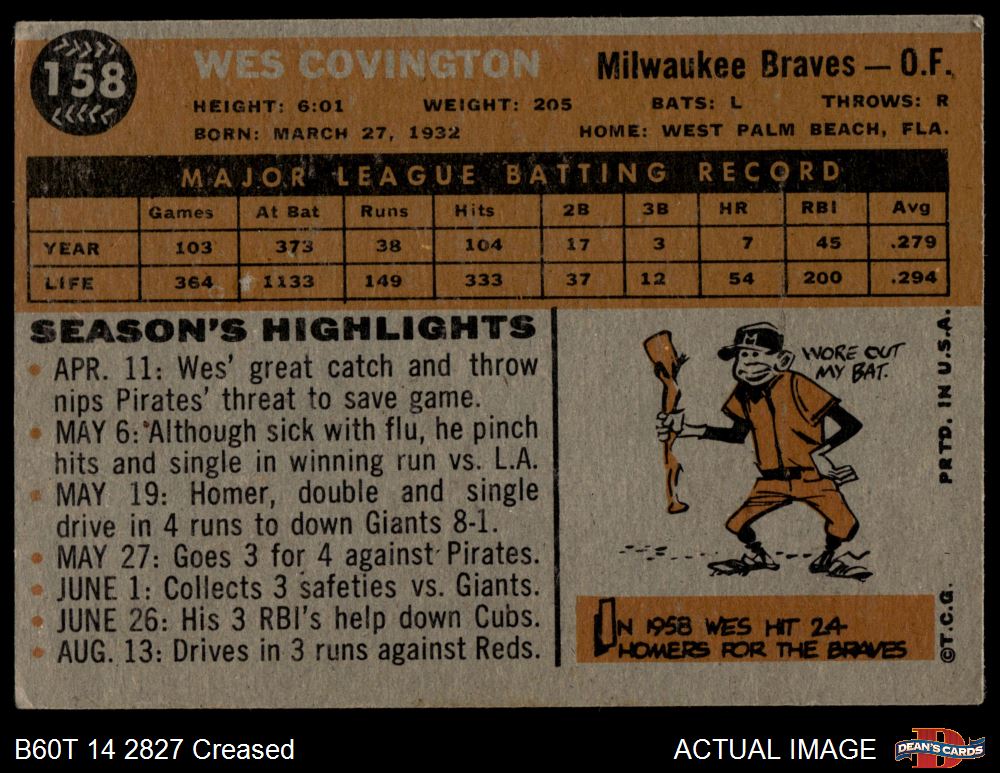 158
WES COVINGTON
Milwaukee Braves — O.F.
HEIGHT: 6:01 WEIGHT: 205 BATS: L THROWS: R
BORN: MARCH 27, 1932 HOME: WEST PALM BEACH, FLA.
MAJOR LEAGUE BATTING RECORD
Games At Bat Runs Hits 2B 3B HR RBI Avg
YEAR 103 373 38 104 17 3 7 45 .279
LIFE 364 1133 149 333 37 12 54 200 .294
SEASON'S HIGHLIGHTS
• APR. 11: Wes' great catch and throw
nips Pirates' threat to save game.
• MAY 6: Although sick with flu, he pinch
hits and single in winning run vs. L.A.
• MAY 19: Homer, double and single
drive in 4 runs to down Giants 8-1.
• MAY 27: Goes 3 for 4 against Pirates.
• JUNE 1: Collects 3 safeties vs. Giants.
• JUNE 26: His 3 RBI's help down Cubs.
• AUG. 13: Drives in 3 runs against Reds.
M
WORE OUT
MY BAT.
IN 1958 WES HIT 24
HOMERS FOR THE BRAVES
PRTD. IN U.S.A.
©T.C.G.
B60T 14 2827 Creased
ACTUAL IMAGE
D
DEAN'S CARDS